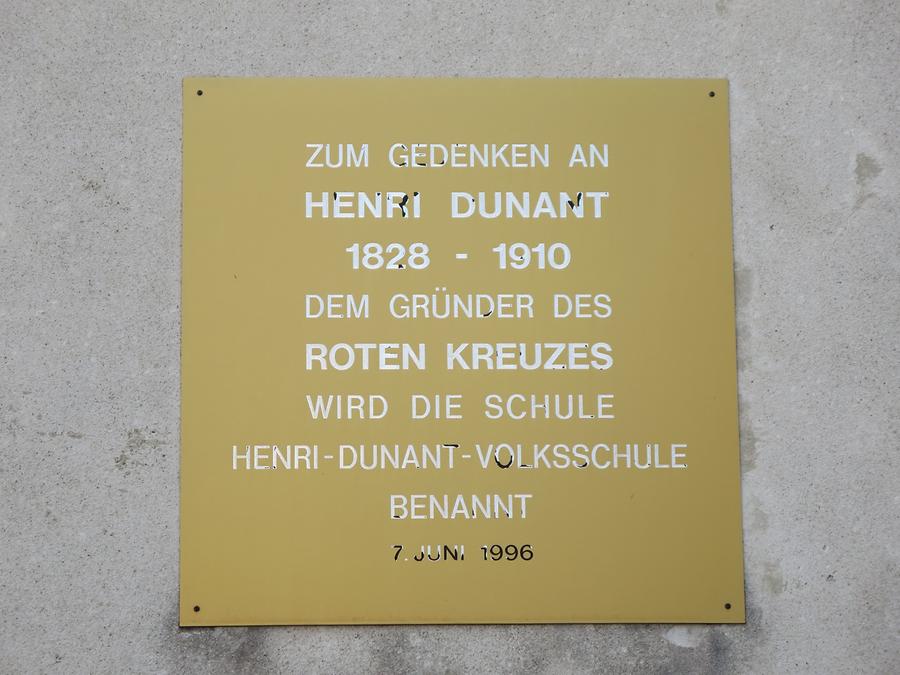 ZUM GEDENKEN AN
HENRI DUNANT
1828 - 1910
DEM GRÜNDER DES
ROTEN KREUZES
WIRD DIE SCHULE
HENRI-DUNANT-VOLKSSCHULE
BENANNT
7. JUNI 1996